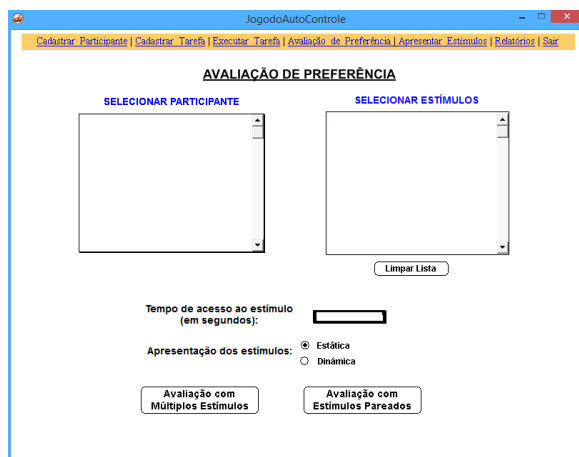 JogodoAutoControle
Cadastrar Participante | Cadastrar Tarefa | Executar Tarefa | Avaliação de Preferência | Apresentar Estímulos | Relatórios | Sair
AVALIAÇÃO DE PREFERÊNCIA
SELECIONAR PARTICIPANTE
SELECIONAR ESTÍMULOS
Limpar Lista
Tempo de acesso ao estímulo
(em segundos):
Apresentação dos estímulos:
Estática
Dinámica
Avaliação com
Múltiplos Estímulos
Avaliação com
Estímulos Pareados